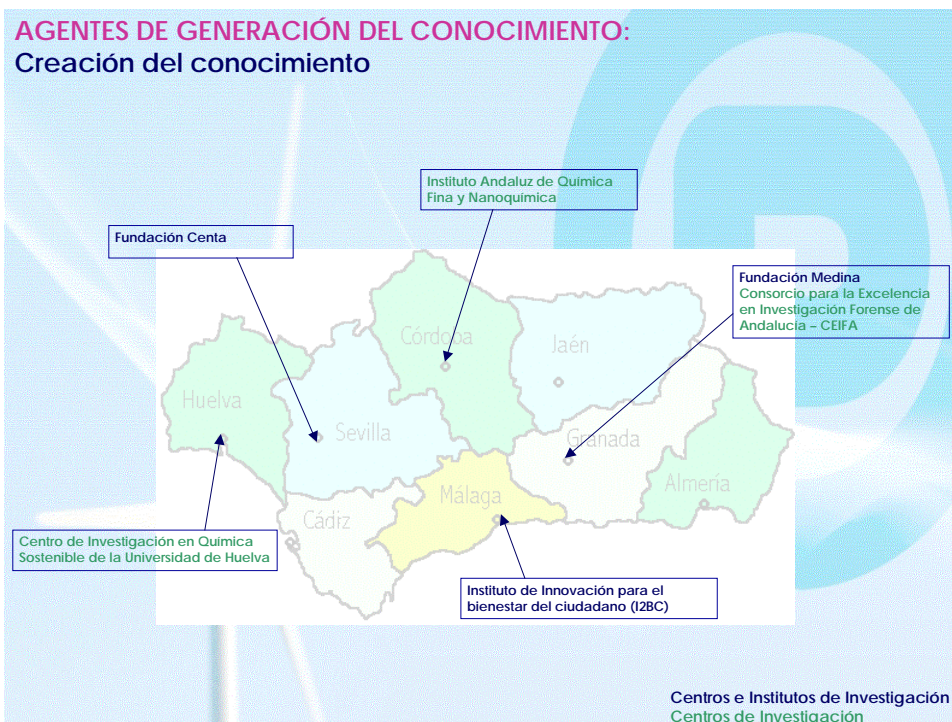 AGENTES DE GENERACIÓN DEL CONOCIMIENTO:
Creación del conocimiento
Instituto Andaluz de Química
Fina y Nanoquímica
Fundación Centa
Fundación Medina
Consorcio para la Excelencia
en Investigación Forense de
Andalucía – CEIFA
Córdoba
Jaén
Huelva
Sevilla
Granada
Málaga
Almería
Cádiz
Centro de Investigación en Química
Sostenible de la Universidad de Huelva
Instituto de Innovación para el
bienestar del ciudadano (I2BC)
Centros e Institutos de Investigación
Centros de Investigación